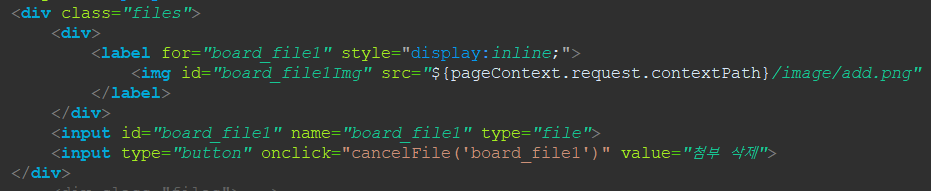 <div class="files">
<div>
<label for="board_file1" style="display:inline;">
<img id="board_file1Img" src="${pageContext.request.contextPath}/image/add.png"
</label>
</div>
<input id="board_file1" name="board_file1" type="file">
<input type="button" onclick="cancelFile('board_file1')" value="첨부 삭제">
</div>